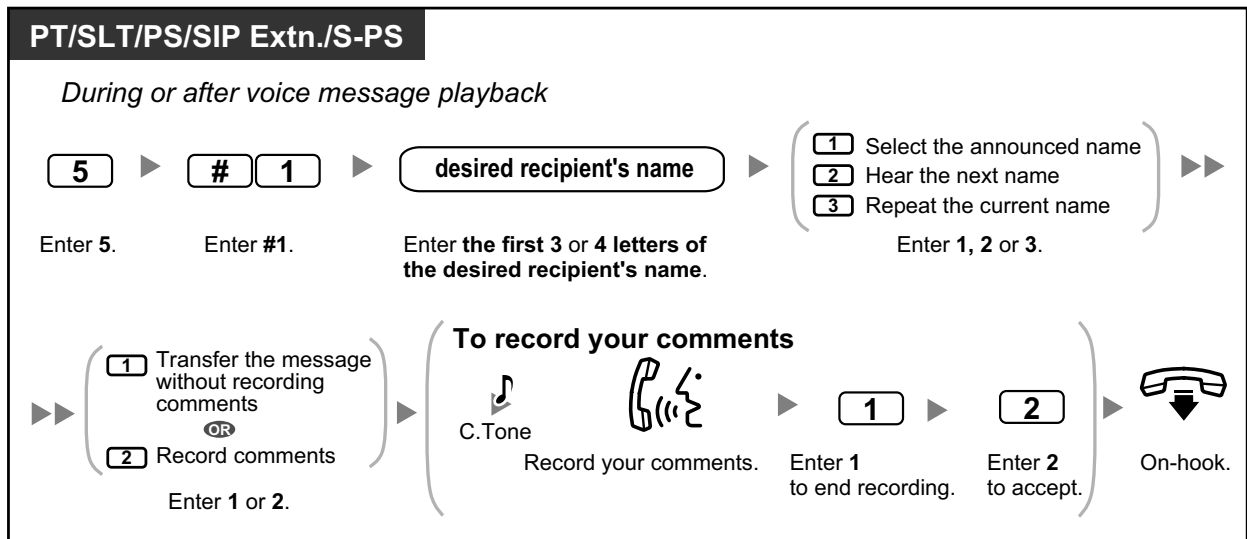 PT/SLT/PS/SIP Extn./S-PS
During or after voice message playback
5
# 1
desired recipient's name
1 Select the announced name
2 Hear the next name
3 Repeat the current name
Enter 5.
Enter #1.
Enter the first 3 or 4 letters of
the desired recipient's name.
Enter 1, 2 or 3.
1 Transfer the message
without recording
comments
OR
2 Record comments
Enter 1 or 2.
To record your comments
C.Tone
Record your comments.
1
Enter 1
to end recording.
2
Enter 2
to accept.
On-hook.